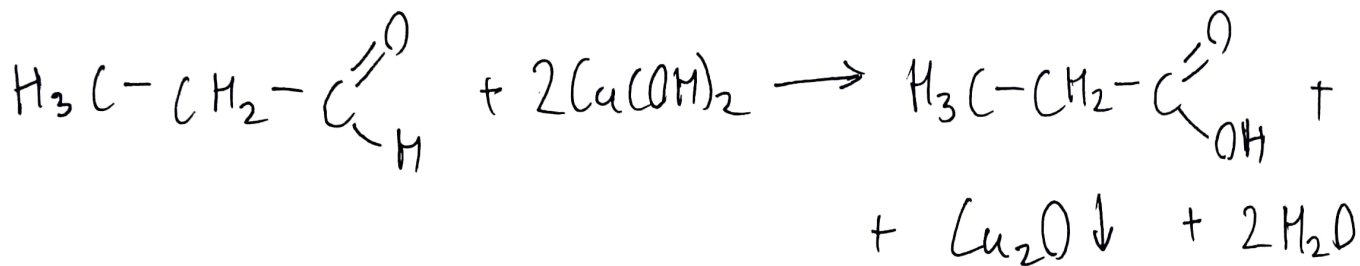 H₃C-CH₂-C(=O)-H + 2Cu(OH)₂ → H₃C-CH₂-C(=O)-OH +
+ Cu₂O↓ + 2H₂O